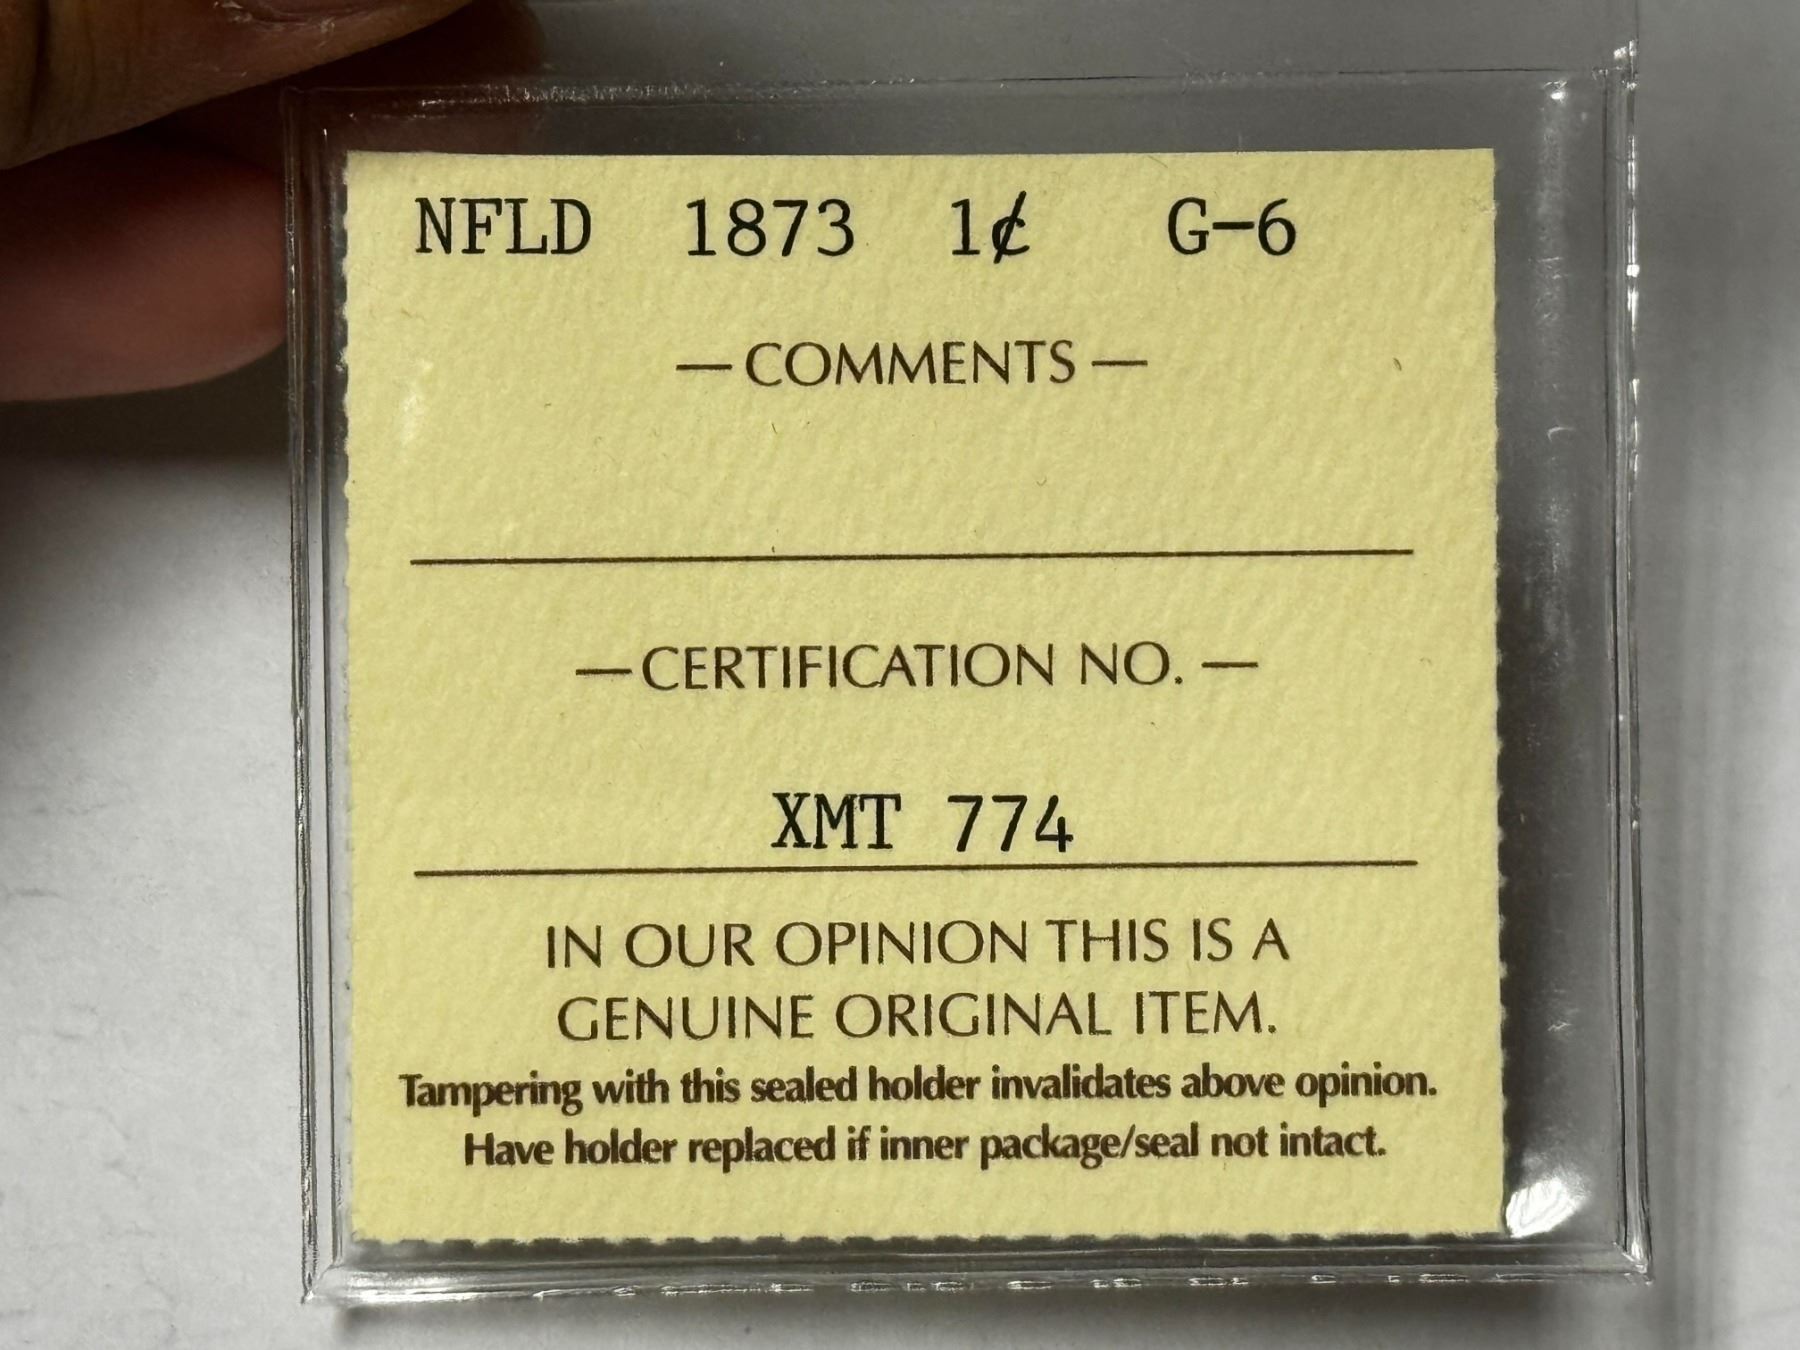 NFLD 1873 1¢ G-6
— COMMENTS —
— CERTIFICATION NO. —
XMT 774
IN OUR OPINION THIS IS A
GENUINE ORIGINAL ITEM.
Tampering with this sealed holder invalidates above opinion.
Have holder replaced if inner package/seal not intact.